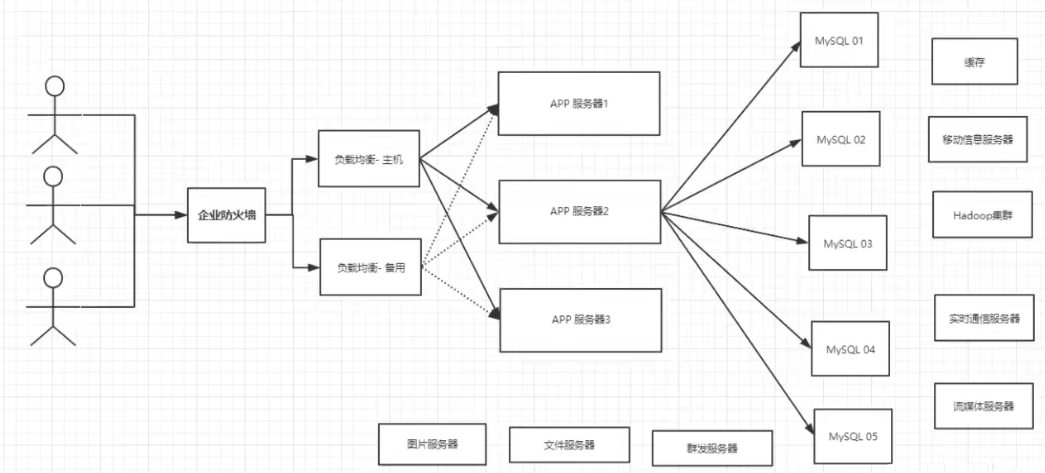 企业防火墙
负载均衡- 主机
负载均衡- 备用
APP 服务器1
APP 服务器2
APP 服务器3
MySQL 01
MySQL 02
MySQL 03
MySQL 04
MySQL 05
缓存
移动信息服务器
Hadoop集群
实时通信服务器
流媒体服务器
图片服务器
文件服务器
群发服务器